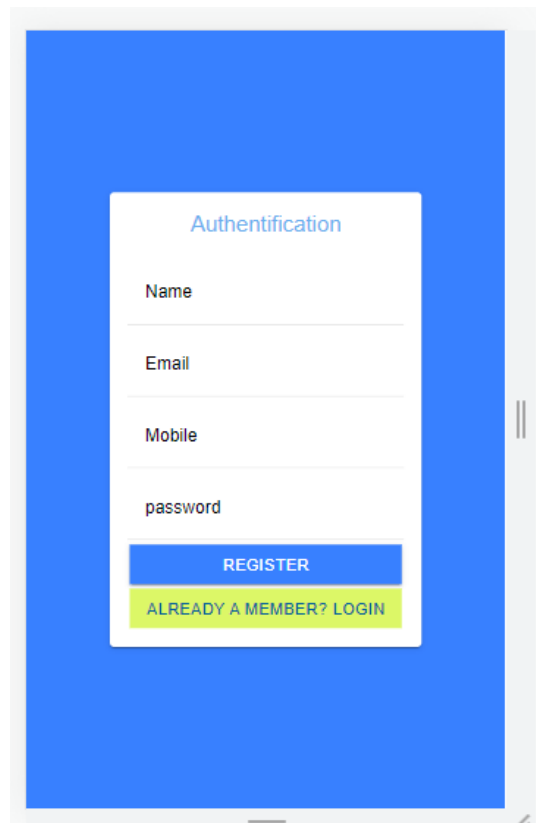 Authentification
Name
Email
Mobile
password
REGISTER
ALREADY A MEMBER? LOGIN